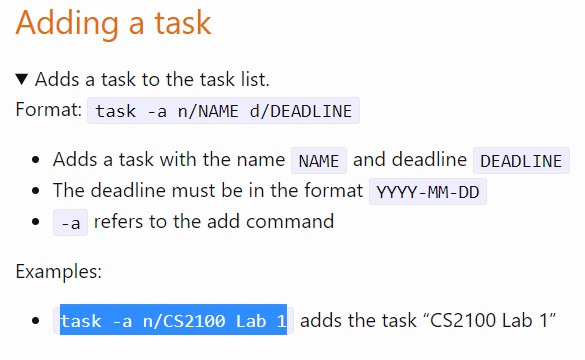 Adding a task
▼ Adds a task to the task list.
Format: task -a n/NAME d/DEADLINE
• Adds a task with the name NAME and deadline DEADLINE
• The deadline must be in the format YYYY-MM-DD
• -a refers to the add command
Examples:
• task -a n/CS2100 Lab 1 adds the task “CS2100 Lab 1”